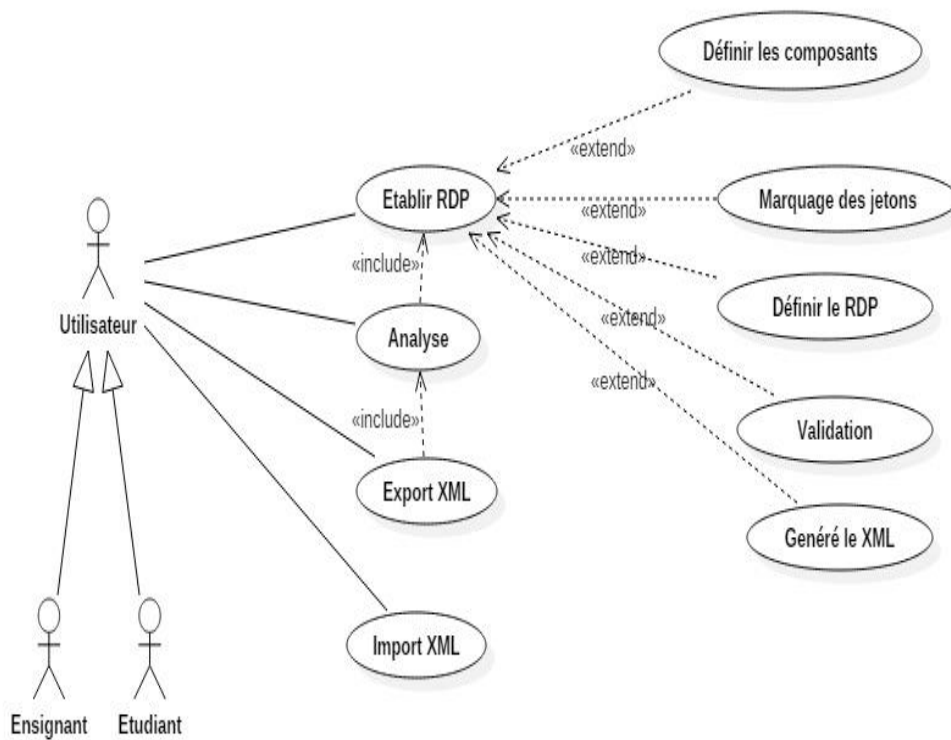 Définir les composants
«extend»
Etablir RDP
Marquage des jetons
«extend»
«include»
«extend»
Définir le RDP
Utilisateur
«extend»
Analyse
«extend»
«include»
Validation
Export XML
Genéré le XML
Import XML
Ensignant
Etudiant